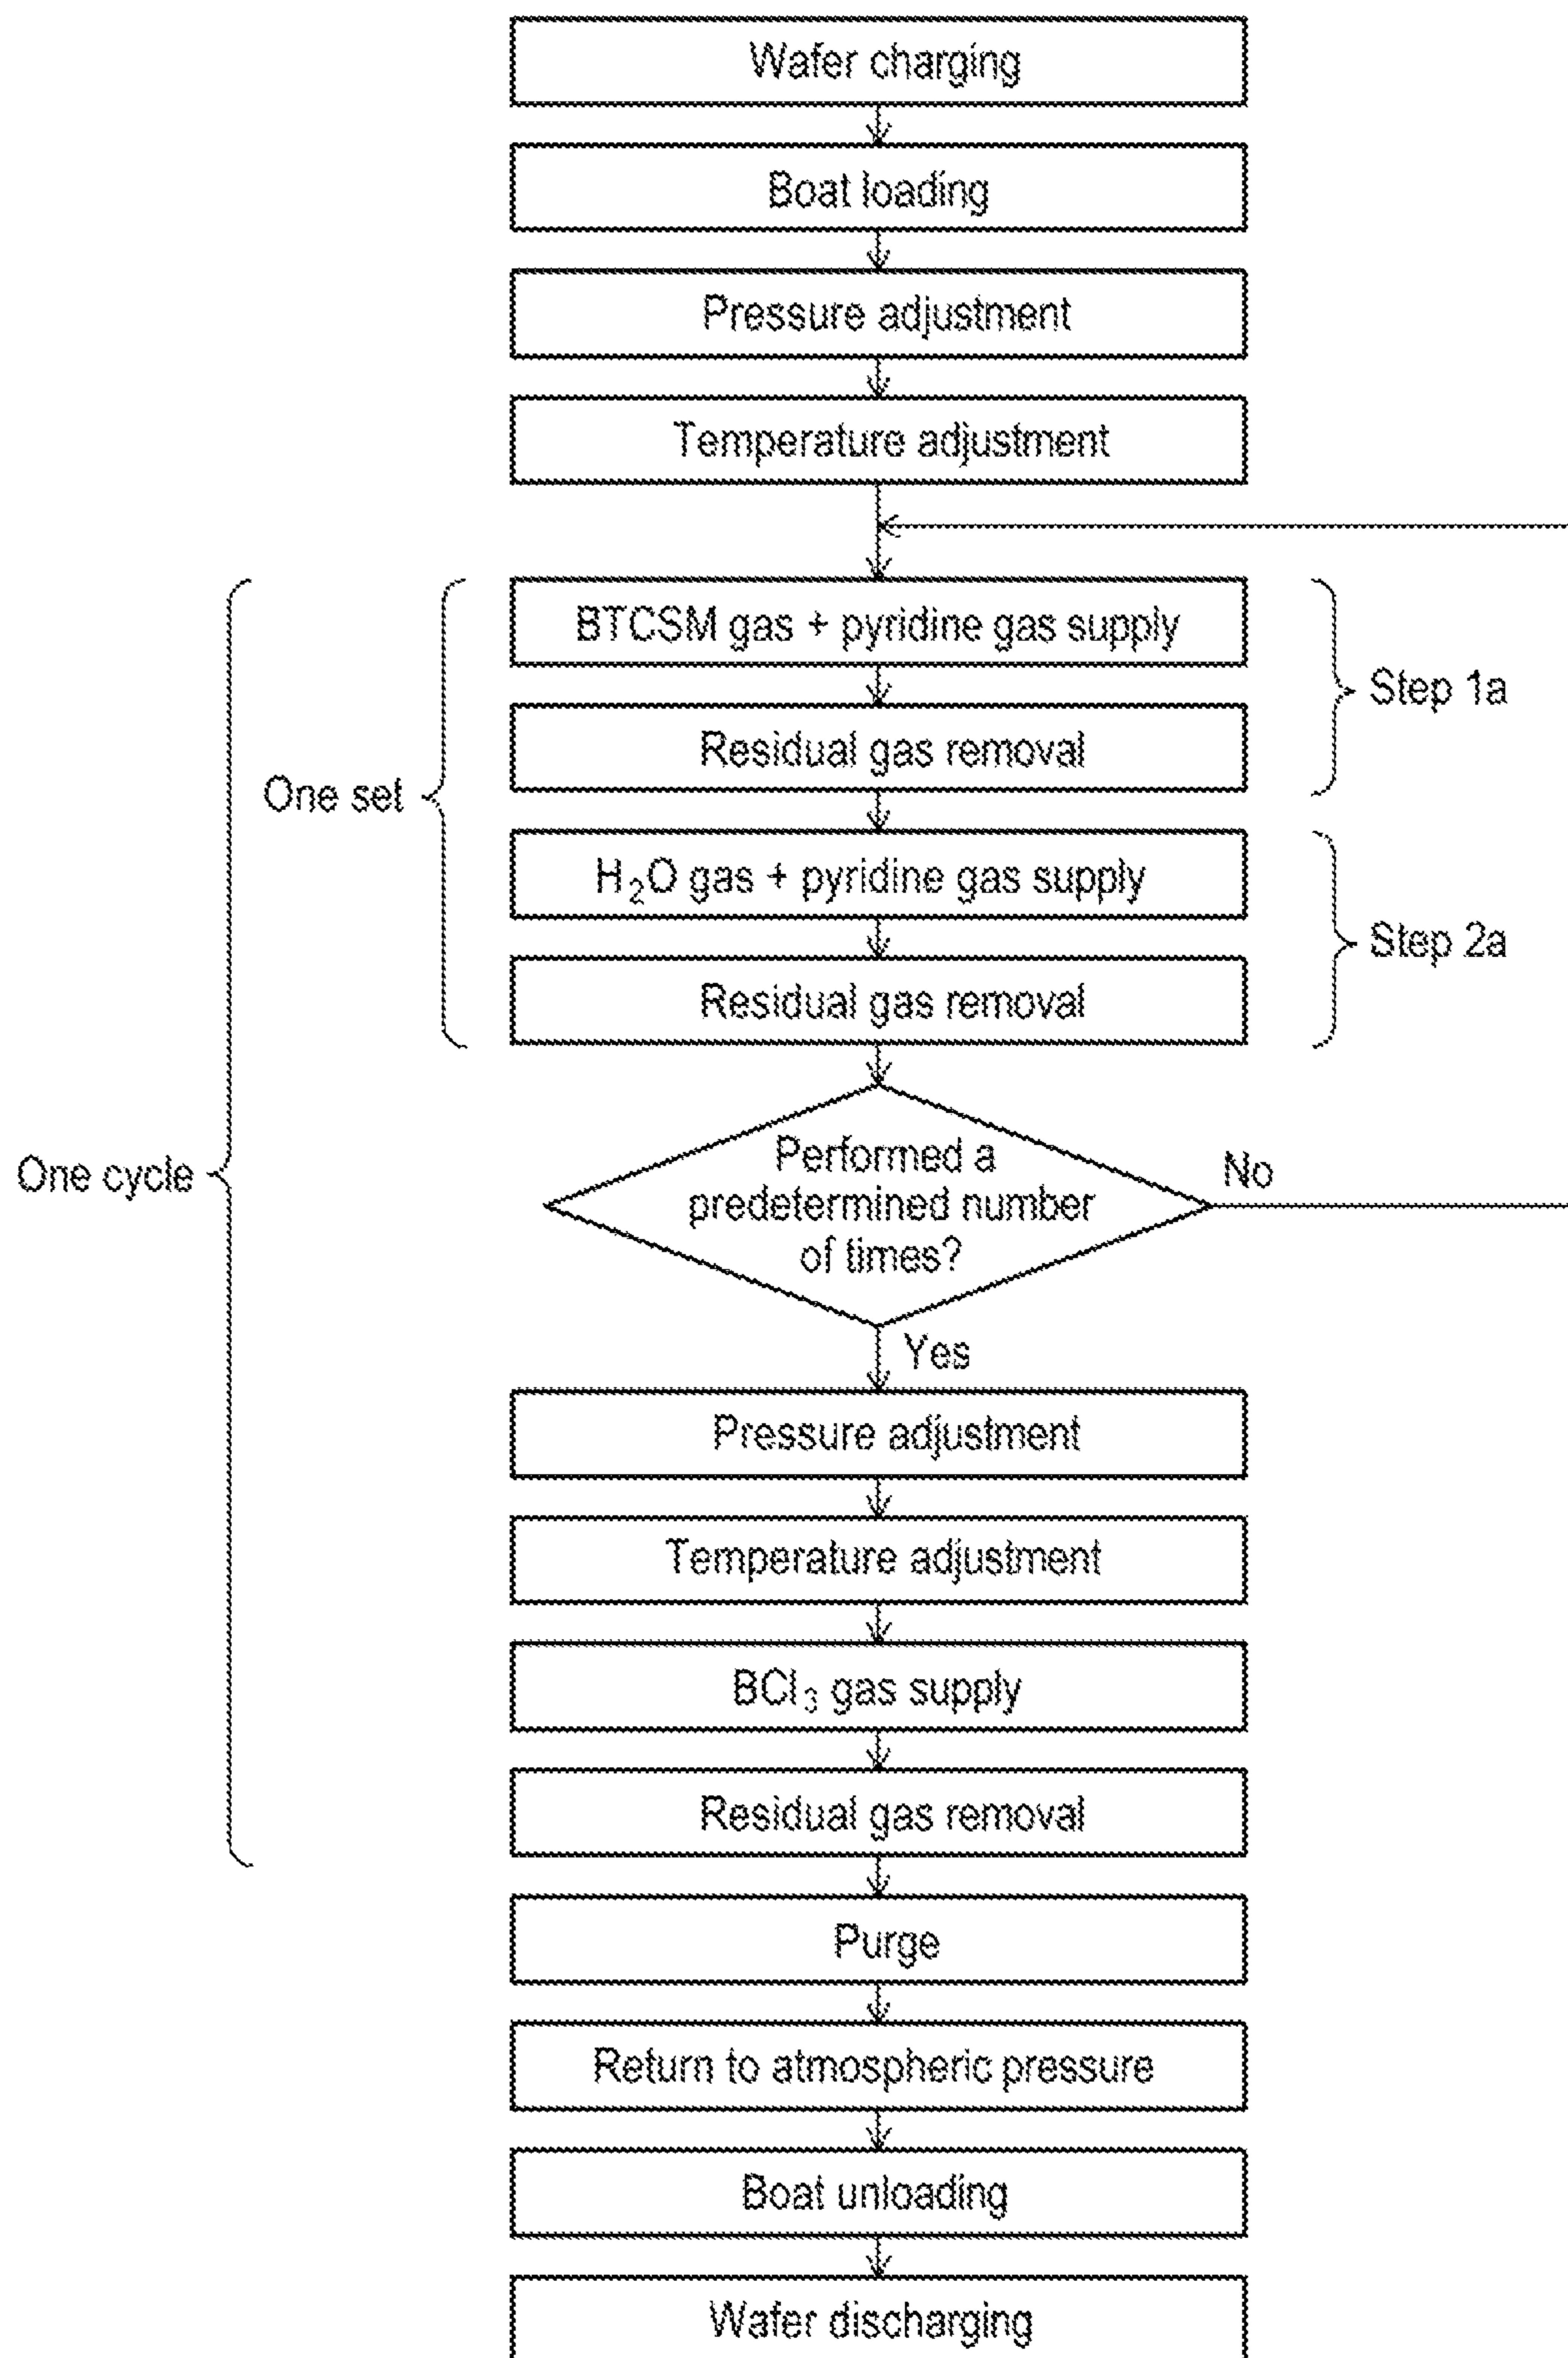 Wafer charging
Boat loading
Pressure adjustment
Temperature adjustment
BTCSM gas + pyridine gas supply
Step 1a
Residual gas removal
One set
H₂O gas + pyridine gas supply
Step 2a
Residual gas removal
Performed a
predetermined number
of times?
No
One cycle
Yes
Pressure adjustment
Temperature adjustment
BCl₃ gas supply
Residual gas removal
Purge
Return to atmospheric pressure
Boat unloading
Wafer discharging